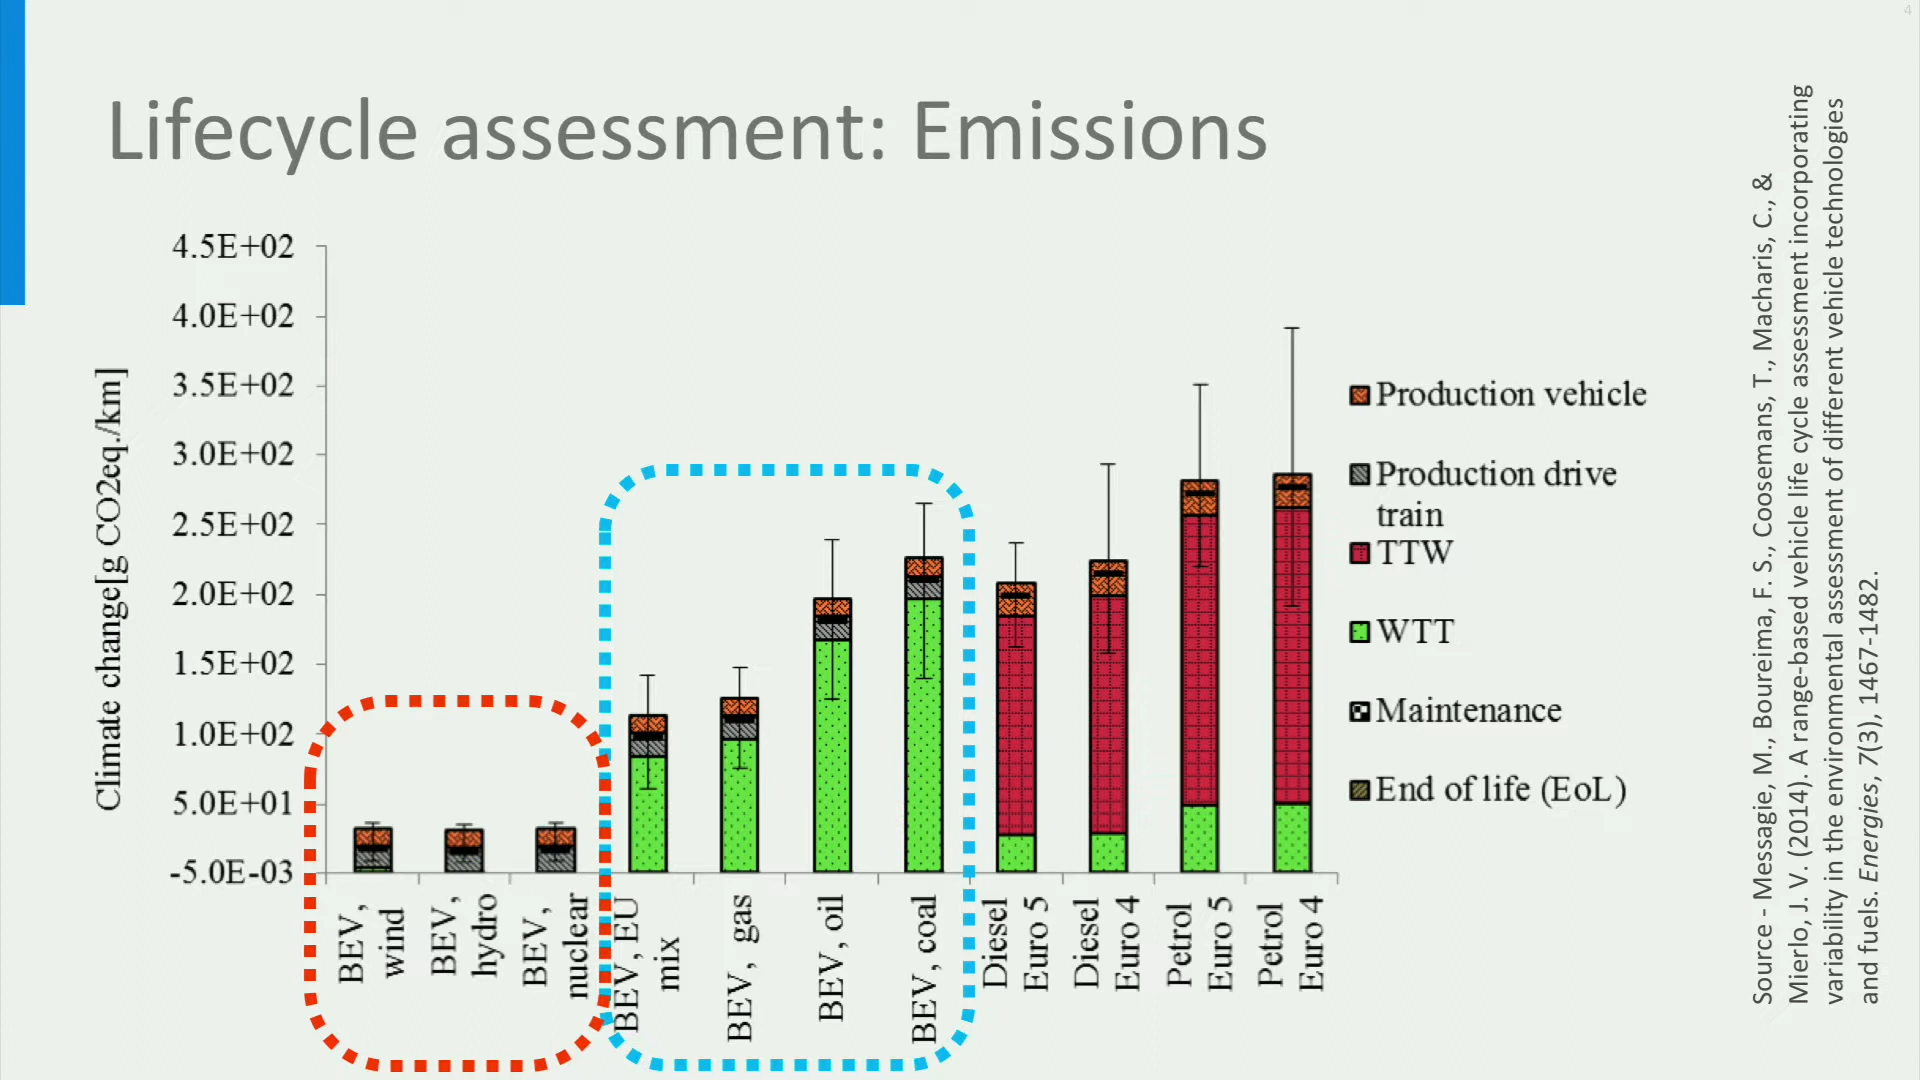 4
Lifecycle assessment: Emissions
Climate change[g CO2eq./km]
4.5E+02
4.0E+02
3.5E+02
3.0E+02
2.5E+02
2.0E+02
1.5E+02
1.0E+02
5.0E+01
-5.0E-03
BEV,
wind
BEV,
hydro
BEV,
nuclear
BEV, EU
mix
BEV, gas
BEV, oil
BEV, coal
Diesel
Euro 5
Diesel
Euro 4
Petrol
Euro 5
Petrol
Euro 4
Production vehicle
Production drive
train
TTW
WTT
Maintenance
End of life (EoL)
Source - Messagie, M., Boureima, F. S., Coosemans, T., Macharis, C., &
Mierlo, J. V. (2014). A range-based vehicle life cycle assessment incorporating
variability in the environmental assessment of different vehicle technologies
and fuels. Energies, 7(3), 1467-1482.